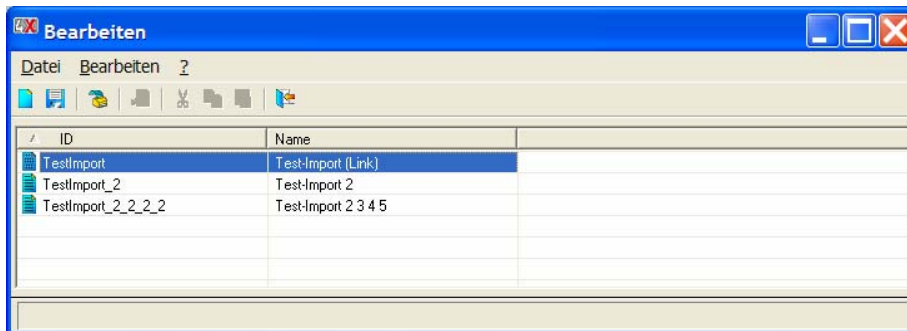 Bearbeiten
Datei Bearbeiten ?
ID Name
TestImport Test-Import (Link)
TestImport_2 Test-Import 2
TestImport_2_2_2_2 Test-Import 2 3 4 5